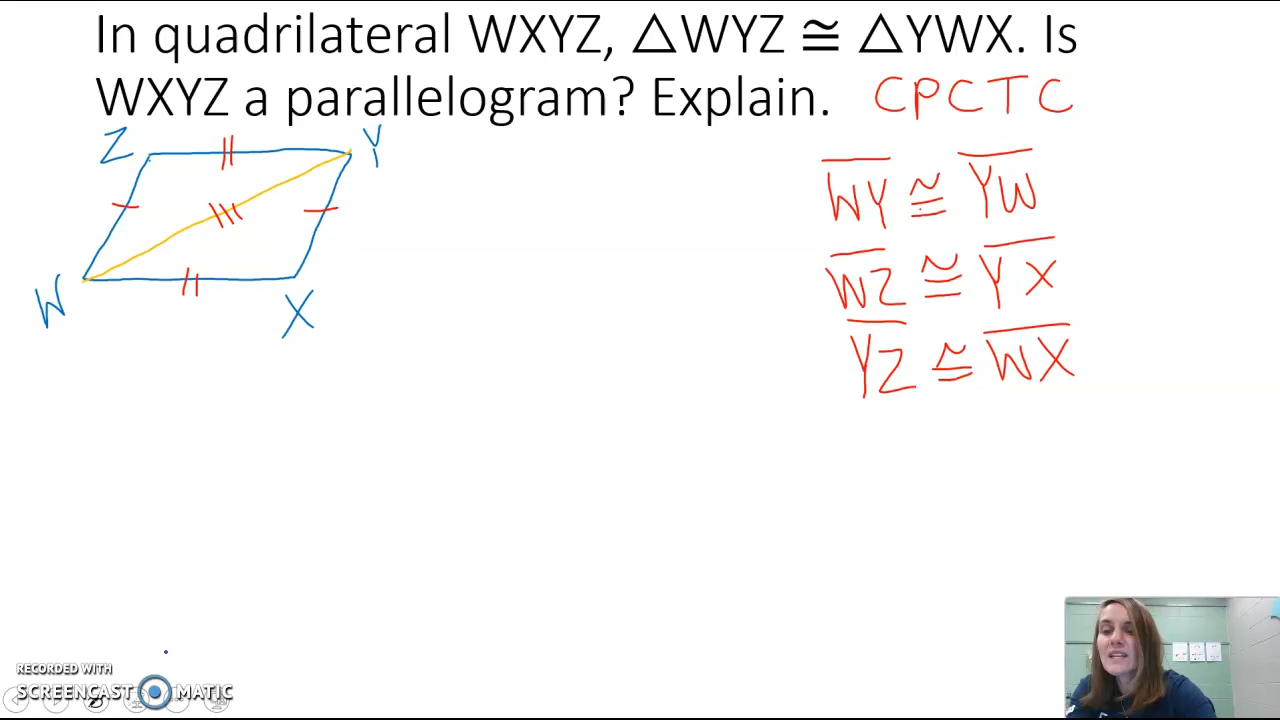 In quadrilateral WXYZ, △WYZ ≅ △YWX. Is
WXYZ a parallelogram? Explain. CPCTC
Z Y
W X
WY ≅ YW
WZ ≅ YX
YZ ≅ WX
RECORDED WITH
SCREENCAST MATIC